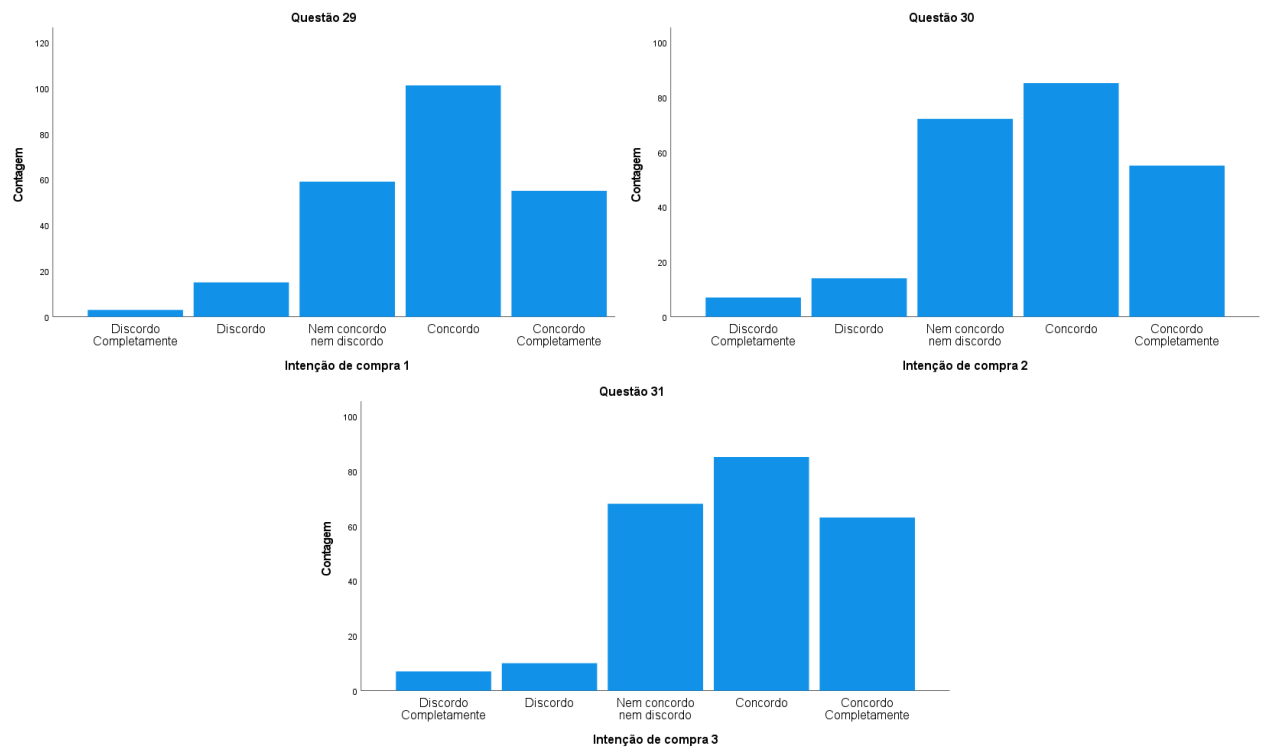 Questão 29
120
100
80
60
40
20
0
Contagem
Discordo
Completamente
Discordo
Nem concordo
nem discordo
Concordo
Concordo
Completamente
Intenção de compra 1
Questão 30
100
80
60
40
20
0
Contagem
Discordo
Completamente
Discordo
Nem concordo
nem discordo
Concordo
Concordo
Completamente
Intenção de compra 2
Questão 31
100
80
60
40
20
0
Contagem
Discordo
Completamente
Discordo
Nem concordo
nem discordo
Concordo
Concordo
Completamente
Intenção de compra 3